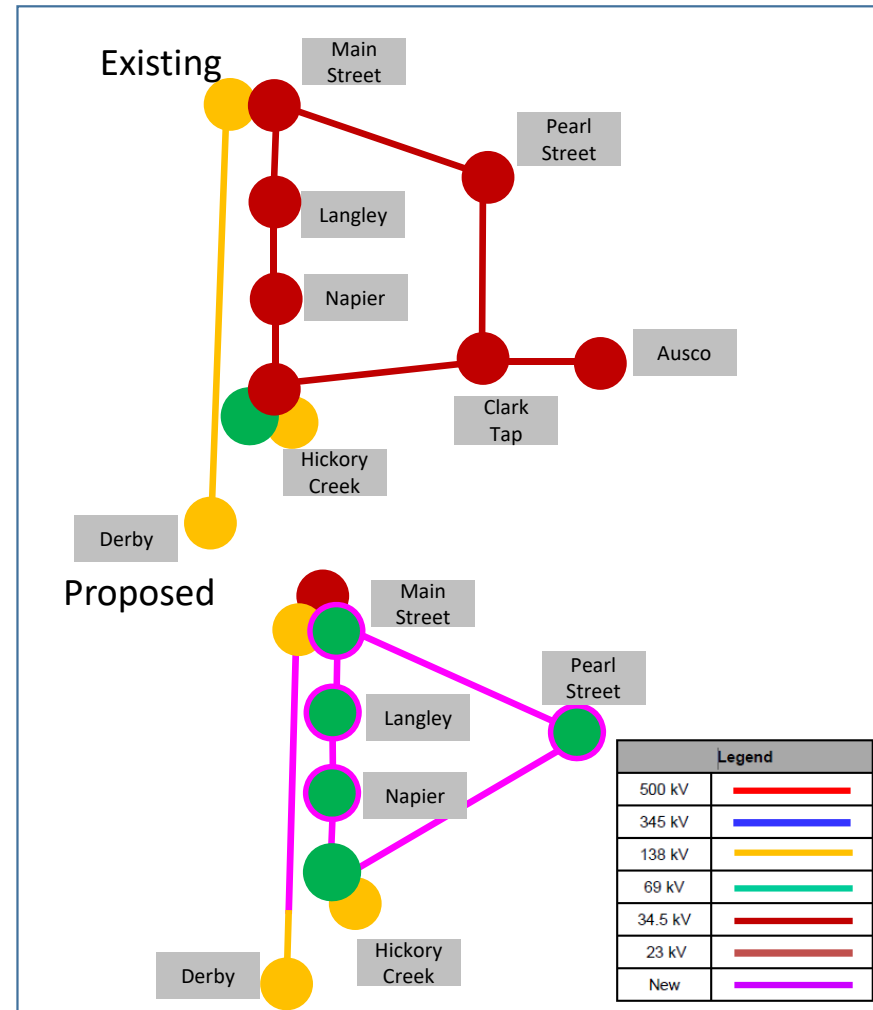 Existing
Main
Street
Pearl
Street
Langley
Napier
Ausco
Clark
Tap
Hickory
Creek
Derby
Proposed
Main
Street
Pearl
Street
Langley
Napier
Hickory
Creek
Derby
Legend
500 kV
345 kV
138 kV
69 kV
34.5 kV
23 kV
New